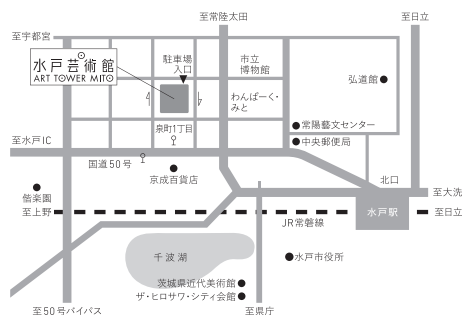 至常陸太田
至日立
至宇都宮
水戸芸術館
ART TOWER MITO
駐車場
入口
市立
博物館
弘道館
わんぱーく・
みと
泉町1丁目
常陽藝文センター
中央郵便局
至水戸IC
国道50号
京成百貨店
北口
偕楽園
至大洗
至上野
水戸駅
至日立
JR常磐線
千波湖
水戸市役所
茨城県近代美術館
ザ・ヒロサワ・シティ会館
至50号バイパス
至県庁